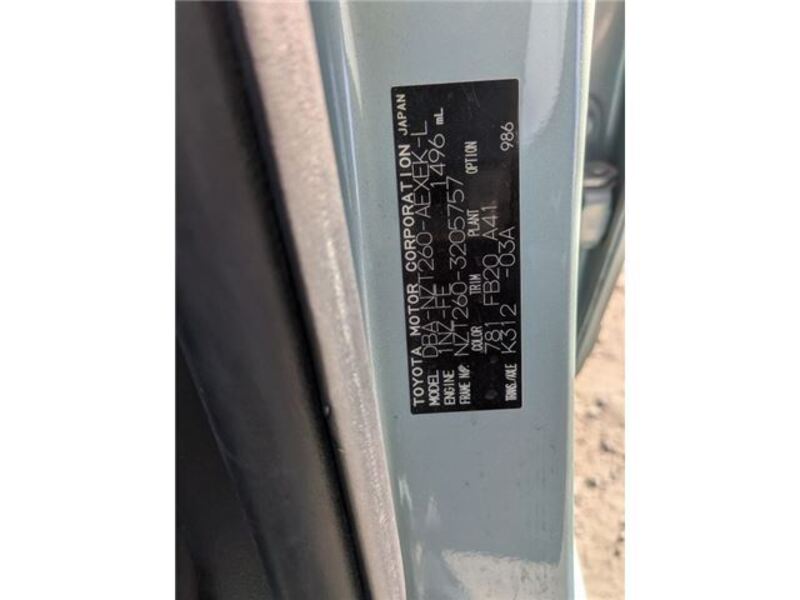 TOYOTA MOTOR CORPORATION JAPAN
MODEL DBA-NZT260-AEXEK-L
ENGINE 1NZ-FE 1496 mL
FRAME No. NZT260-3205757
COLOR TRIM PLANT OPTION
781 FB20 A41
TRANS./AXLE K312 -03A 986